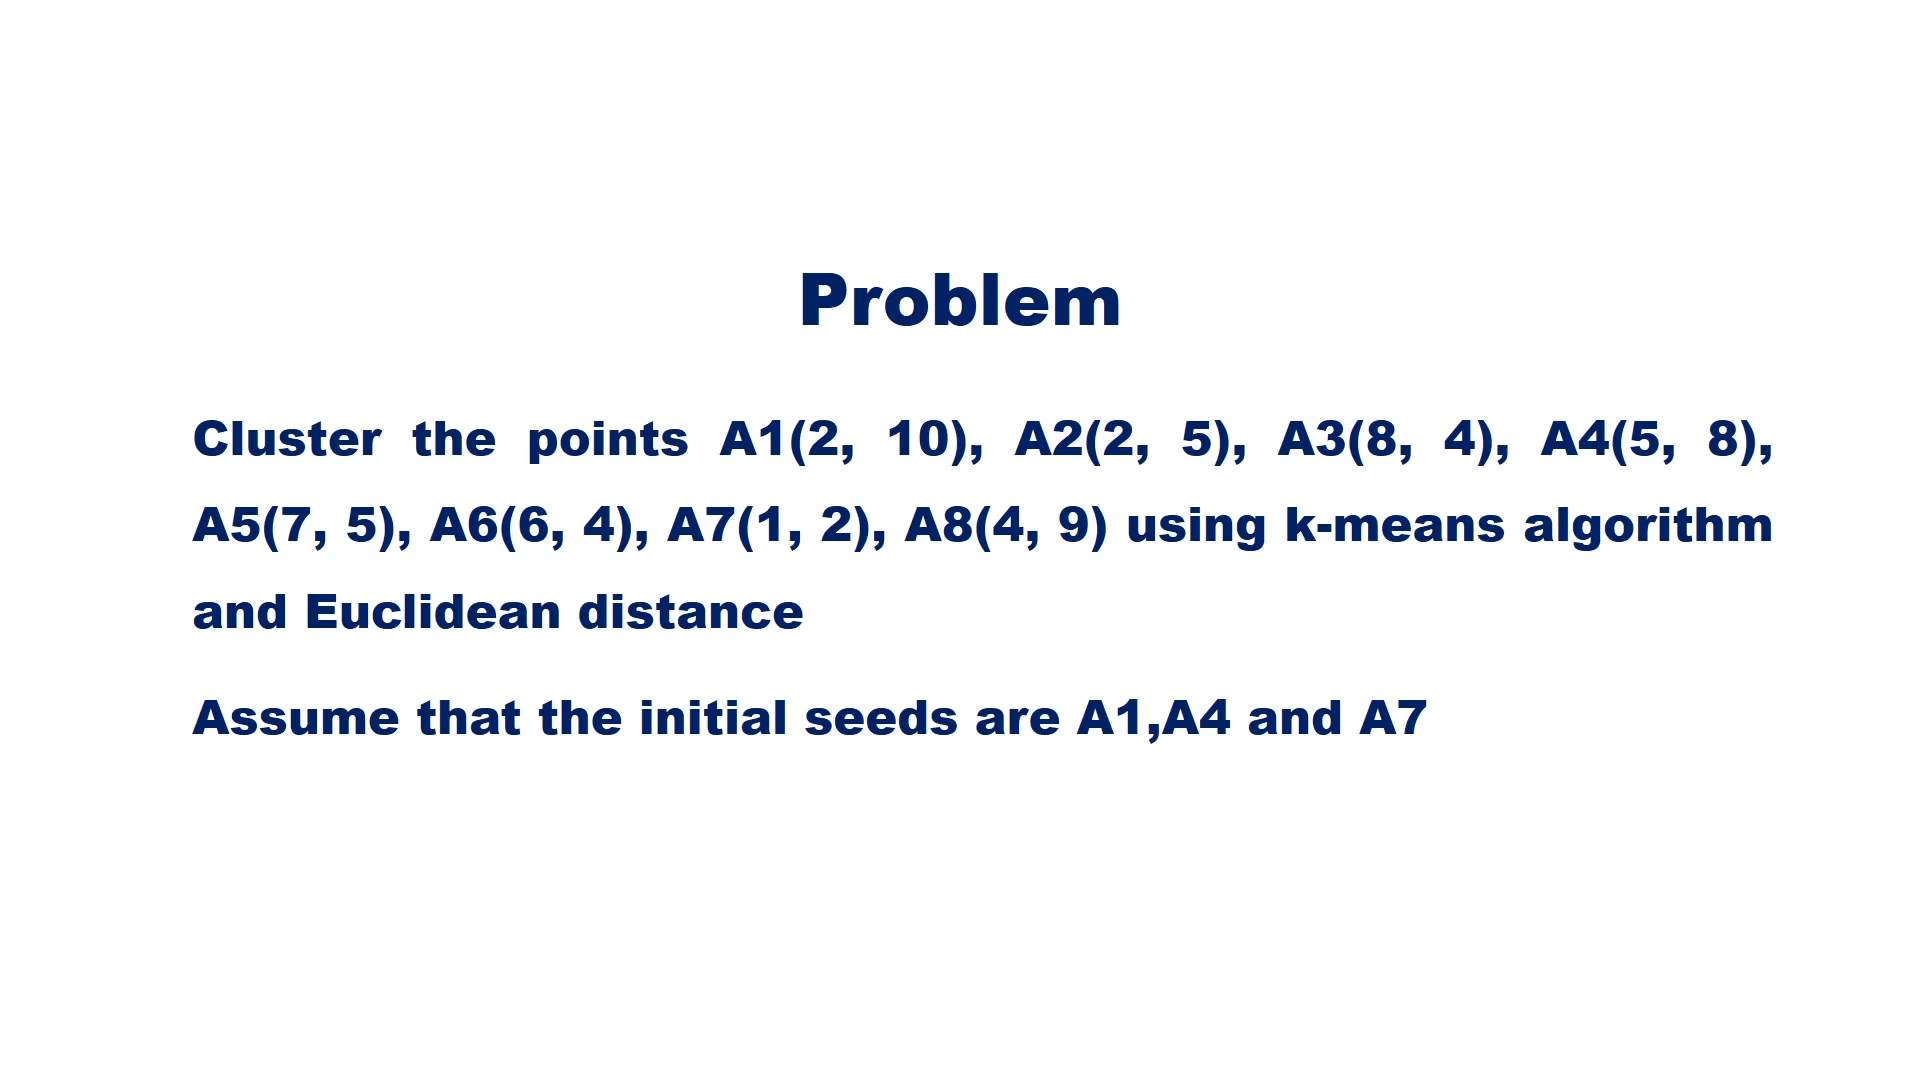 Problem
Cluster the points A1(2, 10), A2(2, 5), A3(8, 4), A4(5, 8),
A5(7, 5), A6(6, 4), A7(1, 2), A8(4, 9) using k-means algorithm
and Euclidean distance
Assume that the initial seeds are A1,A4 and A7